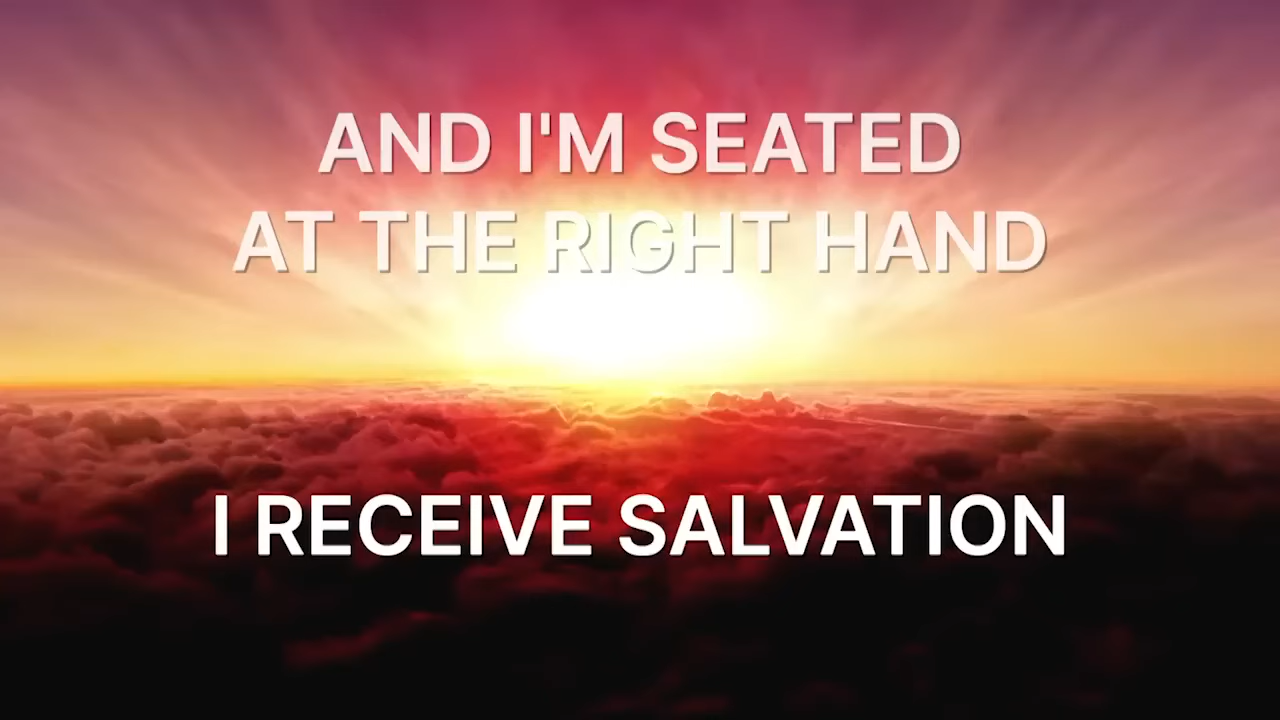 AND I'M SEATED
AT THE RIGHT HAND
I RECEIVE SALVATION